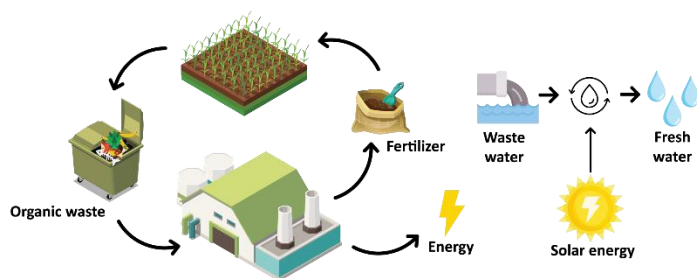 Organic waste
Fertilizer
Energy
Waste
water
Fresh
water
Solar energy